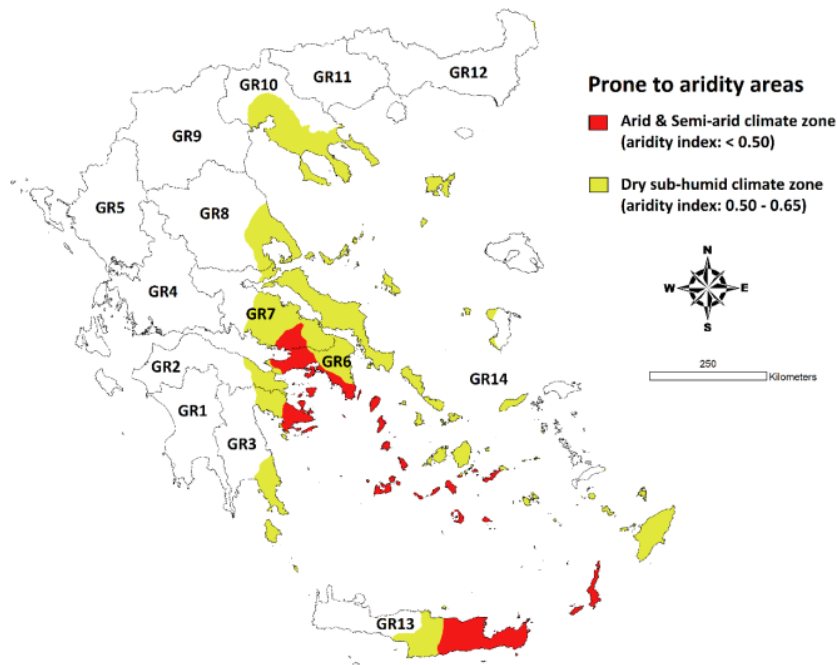 GR12
GR11
GR10
GR9
GR5
GR8
GR4
GR7
GR6
GR2
GR14
GR1
GR3
GR13
Prone to aridity areas
Arid & Semi-arid climate zone
(aridity index: < 0.50)
Dry sub-humid climate zone
(aridity index: 0.50 - 0.65)
N
W E
S
250
Kilometers